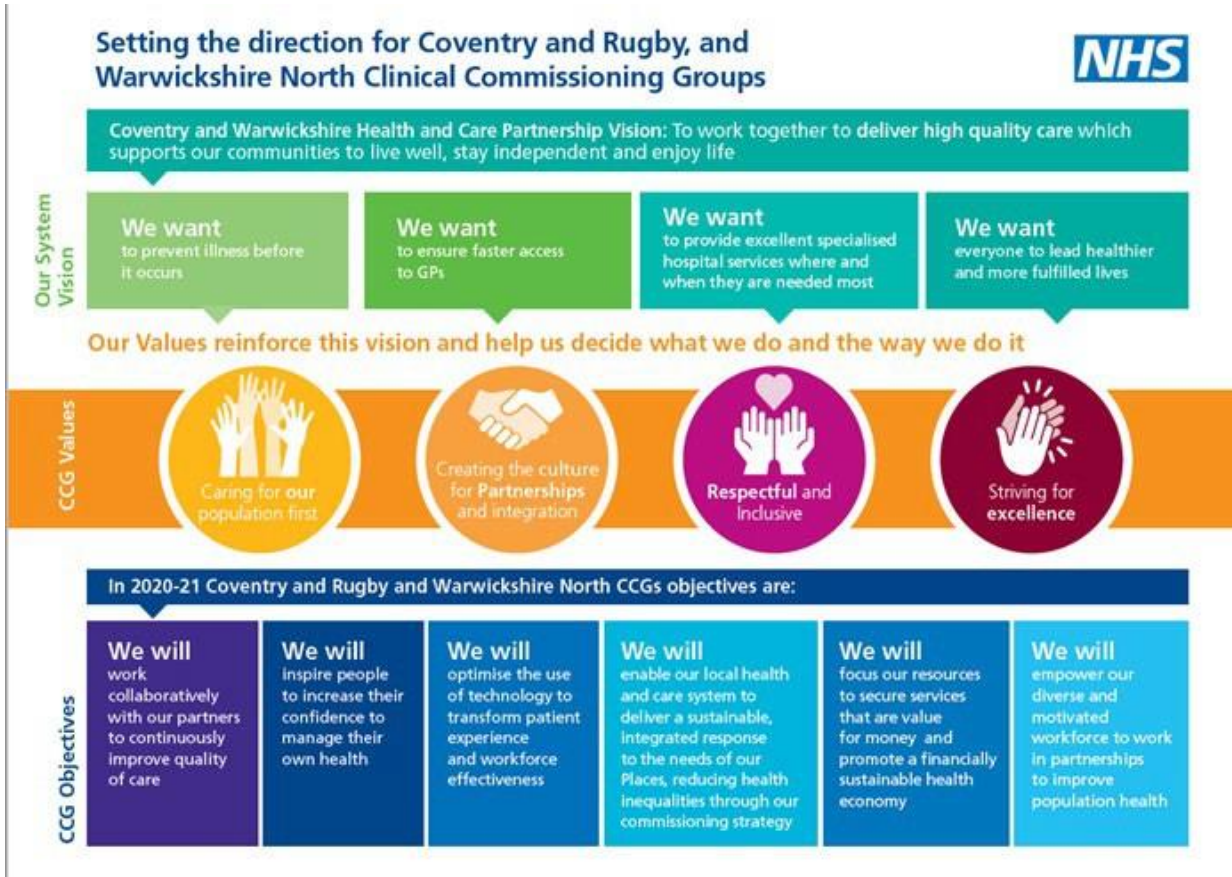 Setting the direction for Coventry and Rugby, and
Warwickshire North Clinical Commissioning Groups
NHS
Coventry and Warwickshire Health and Care Partnership Vision: To work together to deliver high quality care which
supports our communities to live well, stay independent and enjoy life
Our System
Vision
We want
to prevent illness before
it occurs
We want
to ensure faster access
to GPs
We want
to provide excellent specialised
hospital services where and
when they are needed most
We want
everyone to lead healthier
and more fulfilled lives
Our Values reinforce this vision and help us decide what we do and the way we do it
CCG Values
Caring for our
population first
Creating the culture
for Partnerships
and integration
Respectful and
Inclusive
Striving for
excellence
In 2020-21 Coventry and Rugby and Warwickshire North CCGs objectives are:
CCG Objectives
We will
work
collaboratively
with our partners
to continuously
improve quality
of care
We will
inspire people
to increase their
confidence to
manage their
own health
We will
optimise the use
of technology to
transform patient
experience
and workforce
effectiveness
We will
enable our local health
and care system to
deliver a sustainable,
integrated response
to the needs of our
Places, reducing health
inequalities through our
commissioning strategy
We will
focus our resources
to secure services
that are value
for money and
promote a financially
sustainable health
economy
We will
empower our
diverse and
motivated
workforce to work
in partnerships
to improve
population health